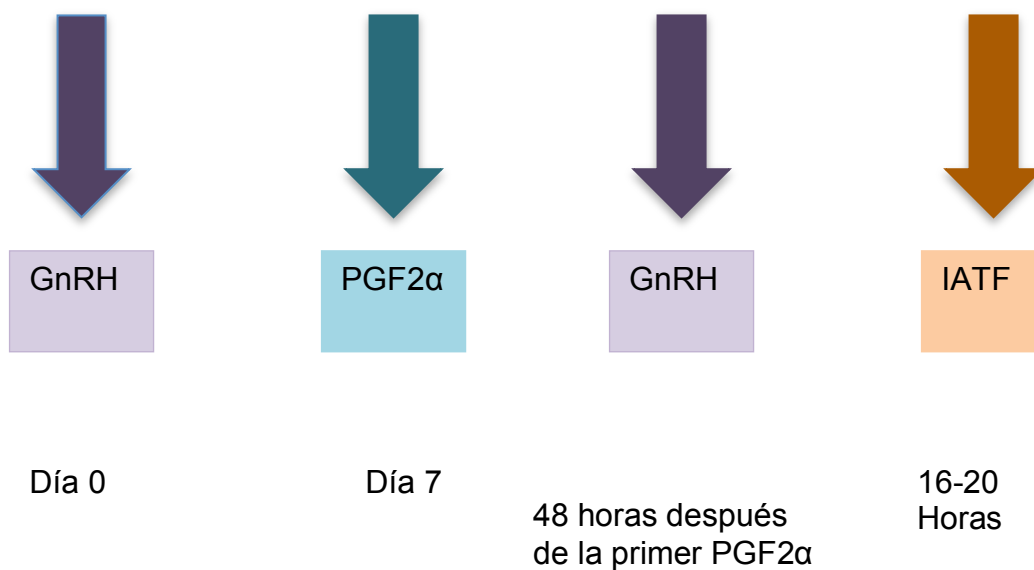 GnRH
PGF2α
GnRH
IATF
Día 0
Día 7
48 horas después
de la primer PGF2α
16-20
Horas